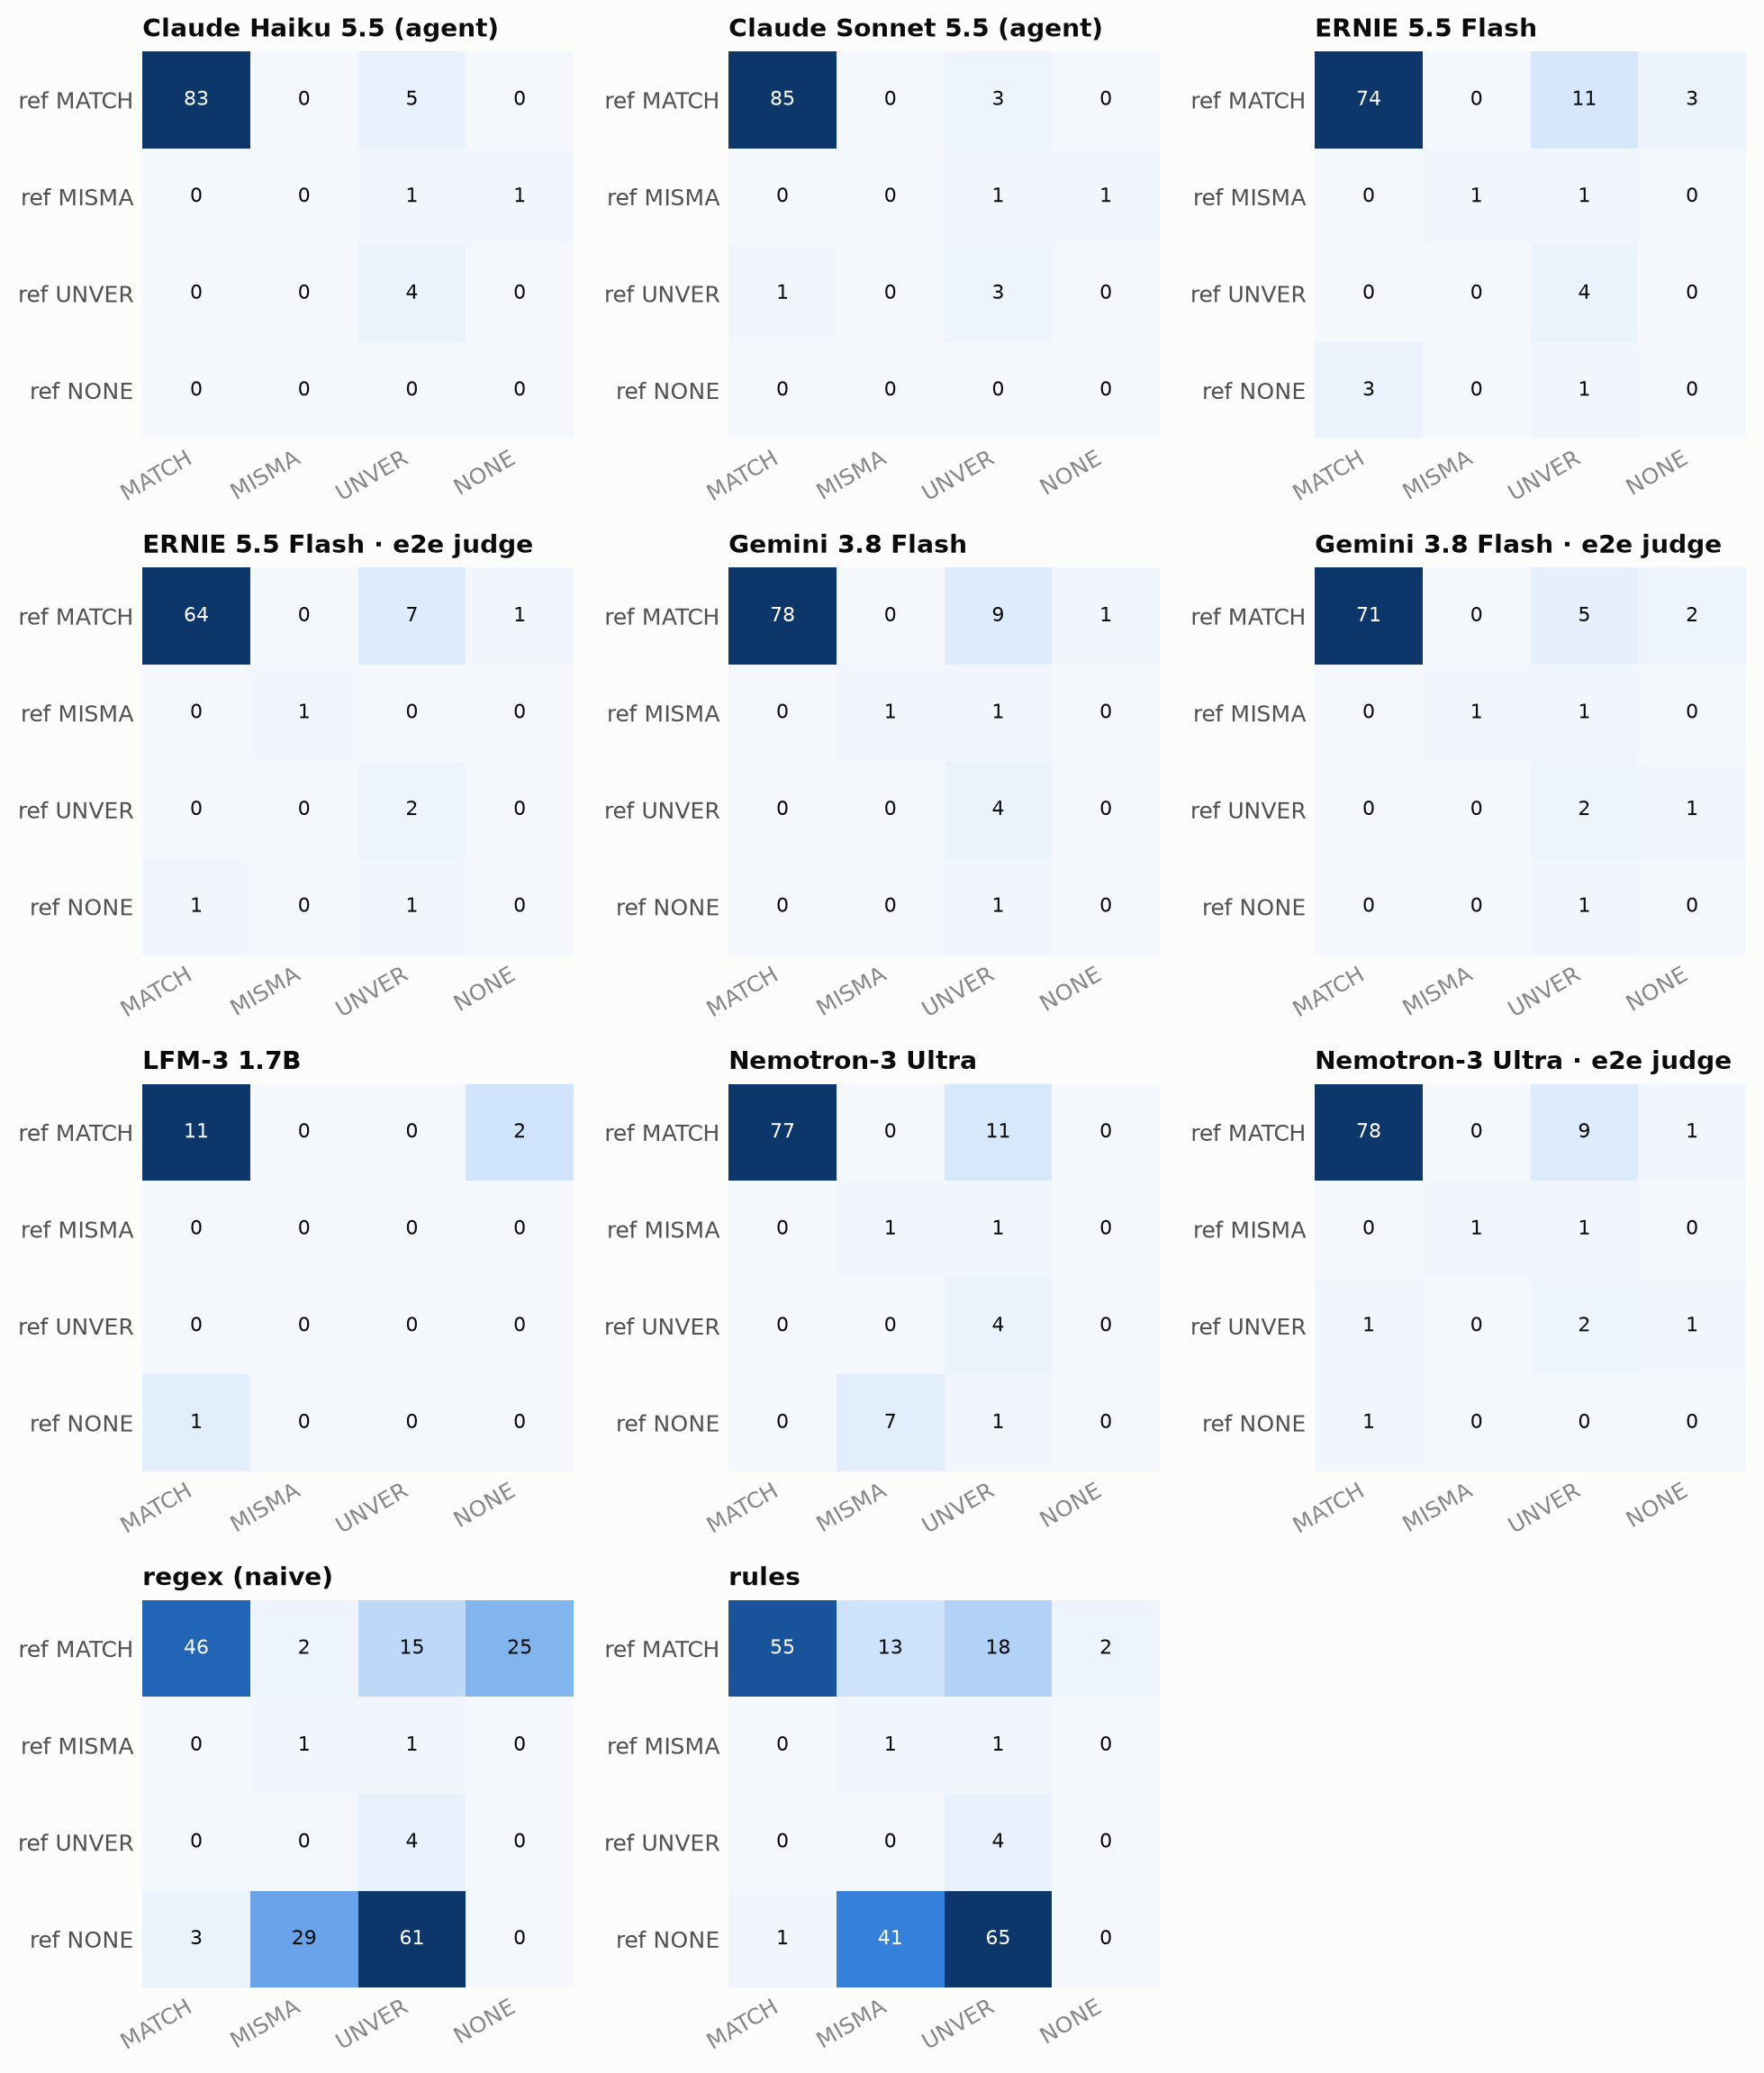 Claude Haiku 5.5 (agent) Claude Sonnet 5.5 (agent) ERNIE 5.5 Flash
ref MATCH 83 0 5 0 ref MATCH 85 0 3 0 ref MATCH 74 0 11 3
ref MISMA 0 0 1 1 ref MISMA 0 0 1 1 ref MISMA 0 1 1 0
ref UNVER 0 0 4 0 ref UNVER 1 0 3 0 ref UNVER 0 0 4 0
ref NONE 0 0 0 0 ref NONE 0 0 0 0 ref NONE 3 0 1 0
MATCH MISMA UNVER NONE MATCH MISMA UNVER NONE MATCH MISMA UNVER NONE
ERNIE 5.5 Flash · e2e judge Gemini 3.8 Flash Gemini 3.8 Flash · e2e judge
ref MATCH 64 0 7 1 ref MATCH 78 0 9 1 ref MATCH 71 0 5 2
ref MISMA 0 1 0 0 ref MISMA 0 1 1 0 ref MISMA 0 1 1 0
ref UNVER 0 0 2 0 ref UNVER 0 0 4 0 ref UNVER 0 0 2 1
ref NONE 1 0 1 0 ref NONE 0 0 1 0 ref NONE 0 0 1 0
MATCH MISMA UNVER NONE MATCH MISMA UNVER NONE MATCH MISMA UNVER NONE
LFM-3 1.7B Nemotron-3 Ultra Nemotron-3 Ultra · e2e judge
ref MATCH 11 0 0 2 ref MATCH 77 0 11 0 ref MATCH 78 0 9 1
ref MISMA 0 0 0 0 ref MISMA 0 1 1 0 ref MISMA 0 1 1 0
ref UNVER 0 0 0 0 ref UNVER 0 0 4 0 ref UNVER 1 0 2 1
ref NONE 1 0 0 0 ref NONE 0 7 1 0 ref NONE 1 0 0 0
MATCH MISMA UNVER NONE MATCH MISMA UNVER NONE MATCH MISMA UNVER NONE
regex (naive) rules
ref MATCH 46 2 15 25 ref MATCH 55 13 18 2
ref MISMA 0 1 1 0 ref MISMA 0 1 1 0
ref UNVER 0 0 4 0 ref UNVER 0 0 4 0
ref NONE 3 29 61 0 ref NONE 1 41 65 0
MATCH MISMA UNVER NONE MATCH MISMA UNVER NONE